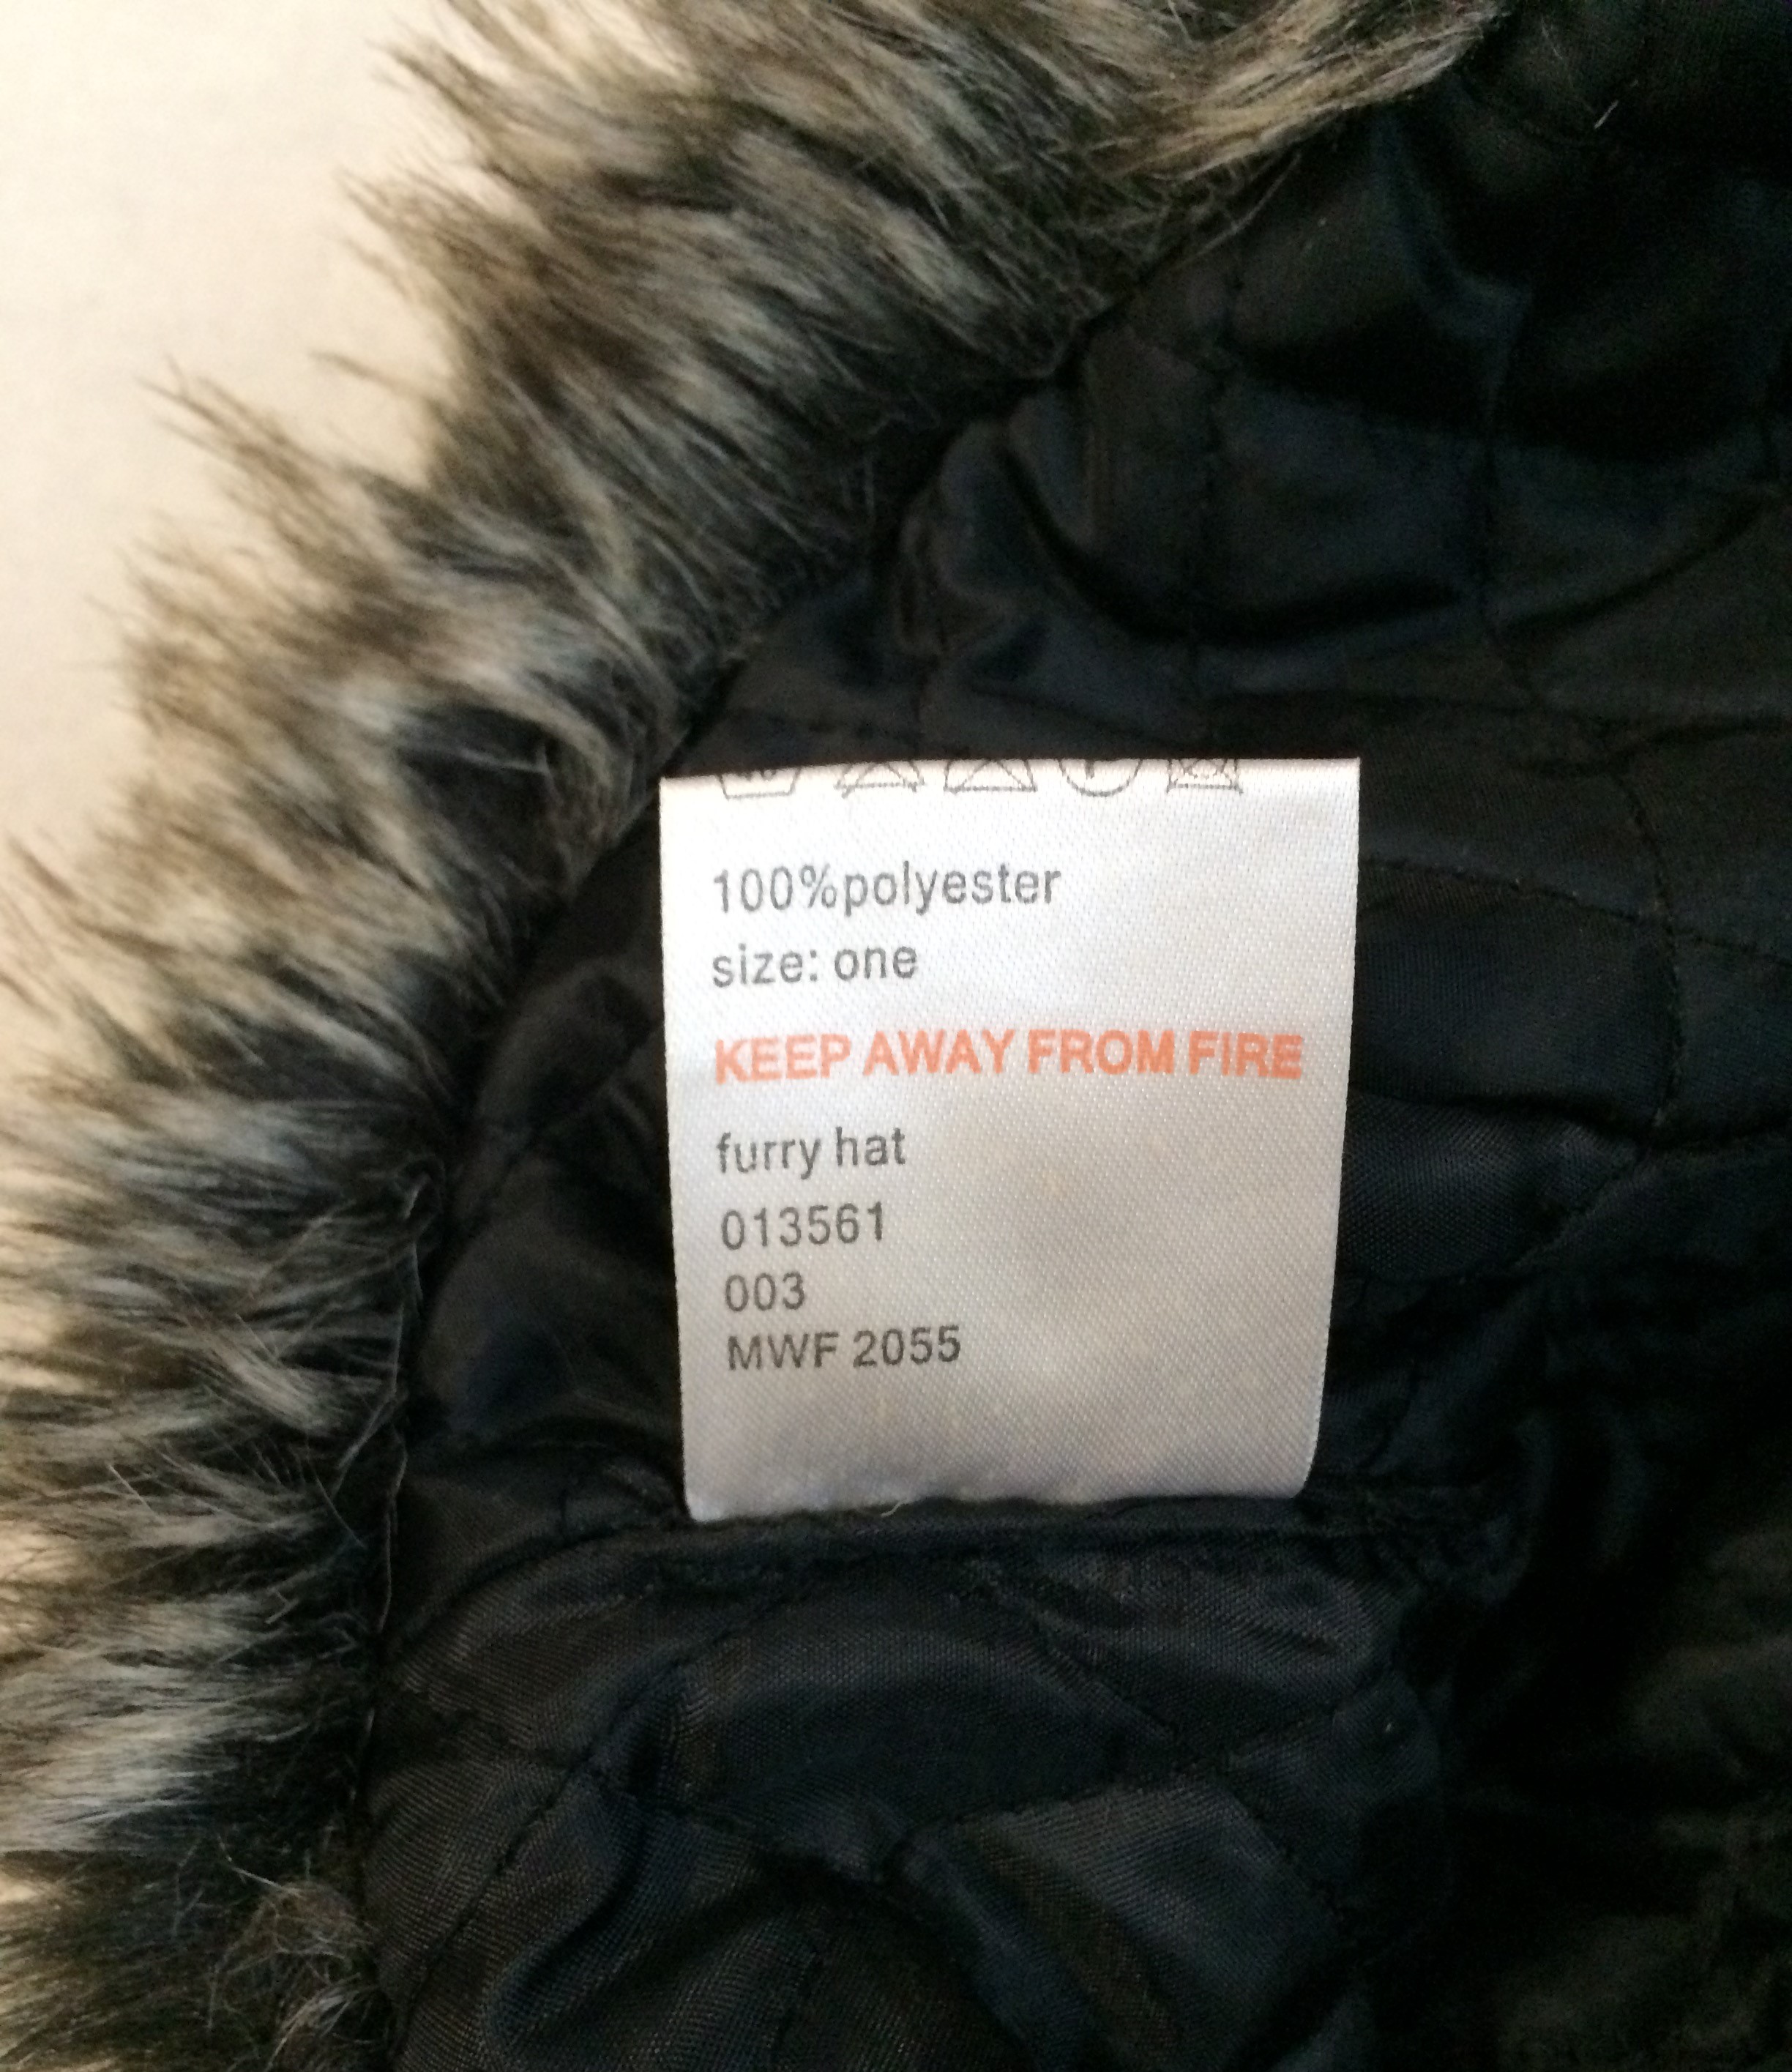 100%polyester
size: one
KEEP AWAY FROM FIRE
furry hat
013561
003
MWF 2055